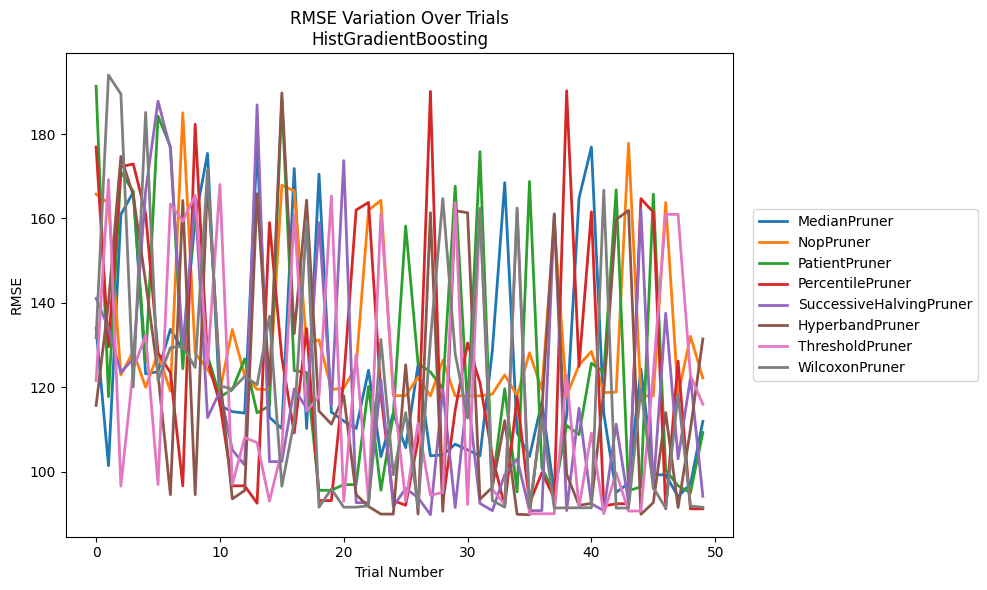 RMSE Variation Over Trials
HistGradientBoosting
RMSE
180
160
140
120
100
0 10 20 30 40 50
Trial Number
MedianPruner
NopPruner
PatientPruner
PercentilePruner
SuccessiveHalvingPruner
HyperbandPruner
ThresholdPruner
WilcoxonPruner